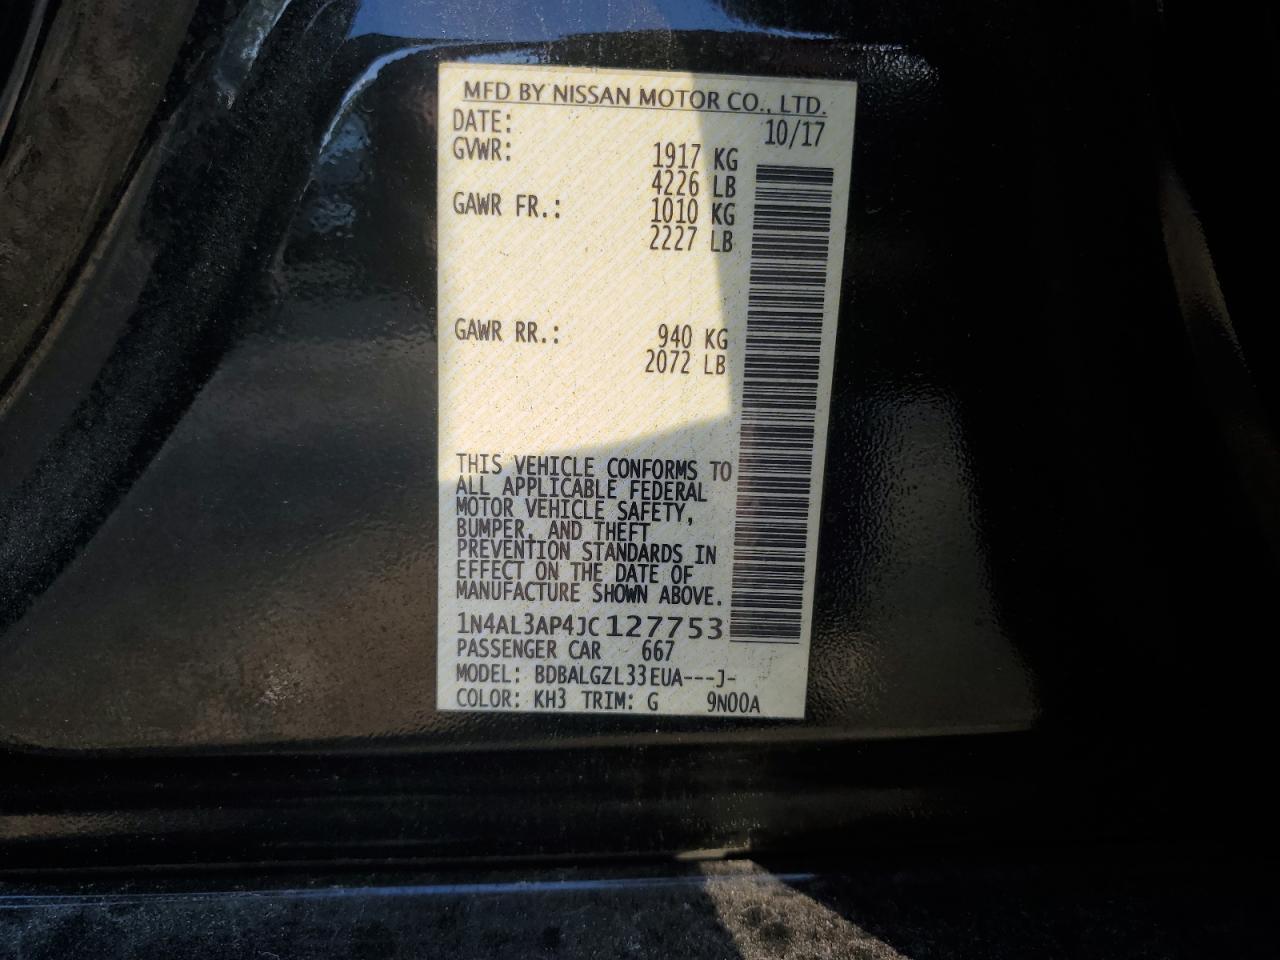 MFD BY NISSAN MOTOR CO., LTD.
DATE: 10/17
GVWR: 1917 KG
4226 LB
GAWR FR.: 1010 KG
2227 LB
GAWR RR.: 940 KG
2072 LB
THIS VEHICLE CONFORMS TO
ALL APPLICABLE FEDERAL
MOTOR VEHICLE SAFETY,
BUMPER, AND THEFT
PREVENTION STANDARDS IN
EFFECT ON THE DATE OF
MANUFACTURE SHOWN ABOVE.
1N4AL3AP4JC127753
PASSENGER CAR 667
MODEL: BDBALGZL33EUA---J-
COLOR: KH3 TRIM: G 9N00A